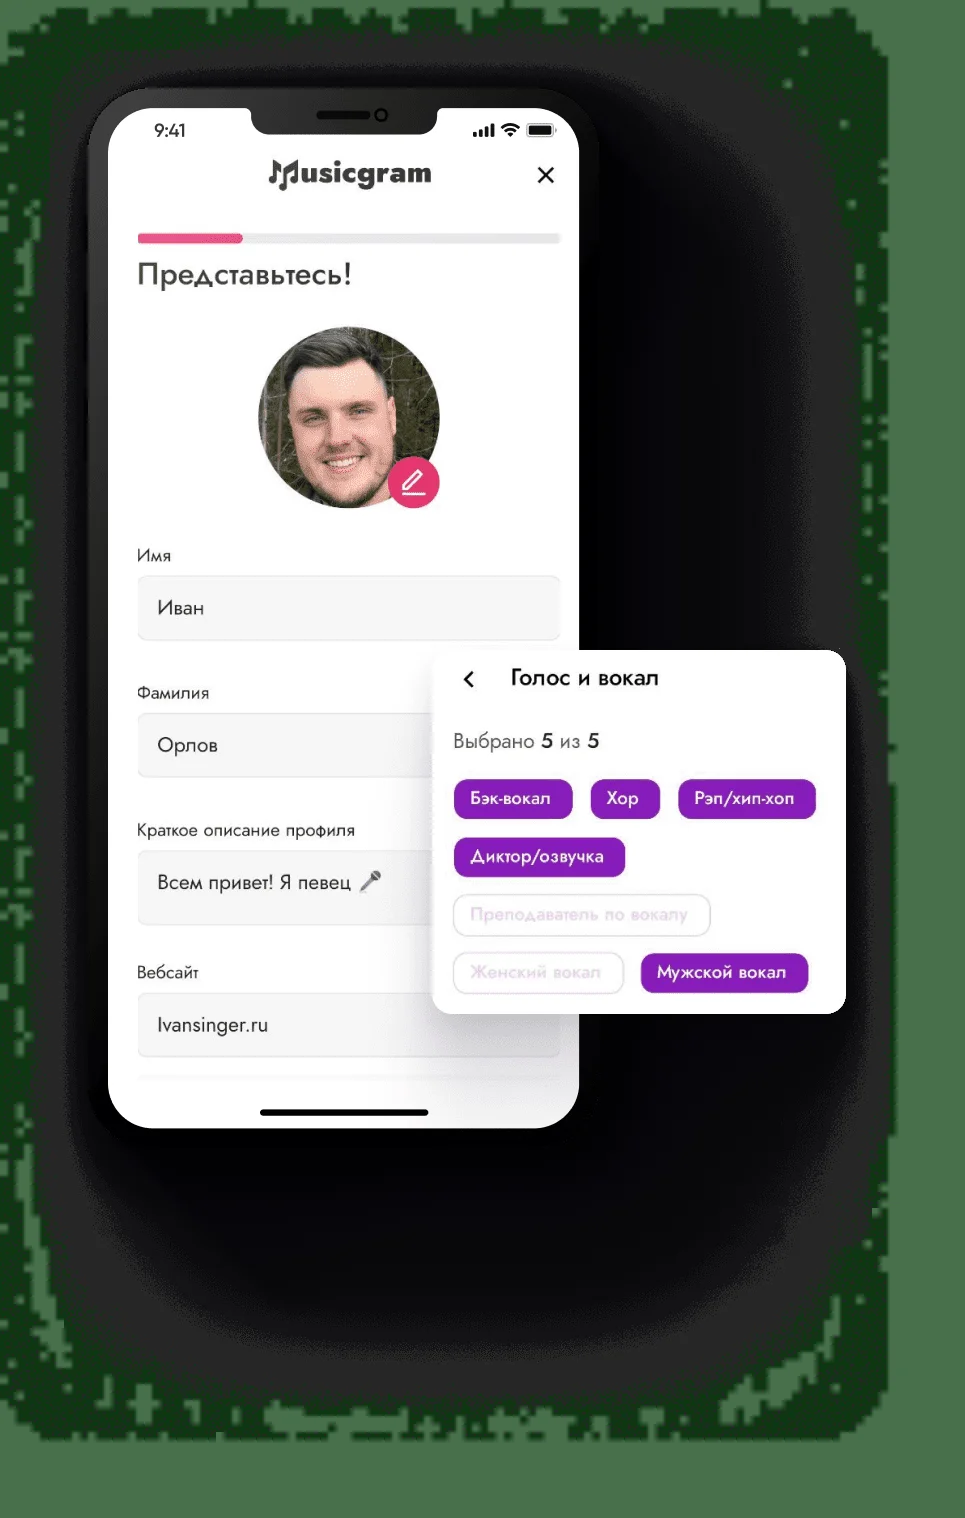 9:41
Musicgram
Представьтесь!
Имя
Иван
Фамилия
Орлов
Краткое описание профиля
Всем привет! Я певец 🎤
Вебсайт
Ivansinger.ru
Голос и вокал
Выбрано 5 из 5
Бэк-вокал Хор Рэп/хип-хоп
Диктор/озвучка
Преподаватель по вокалу
Женский вокал Мужской вокал